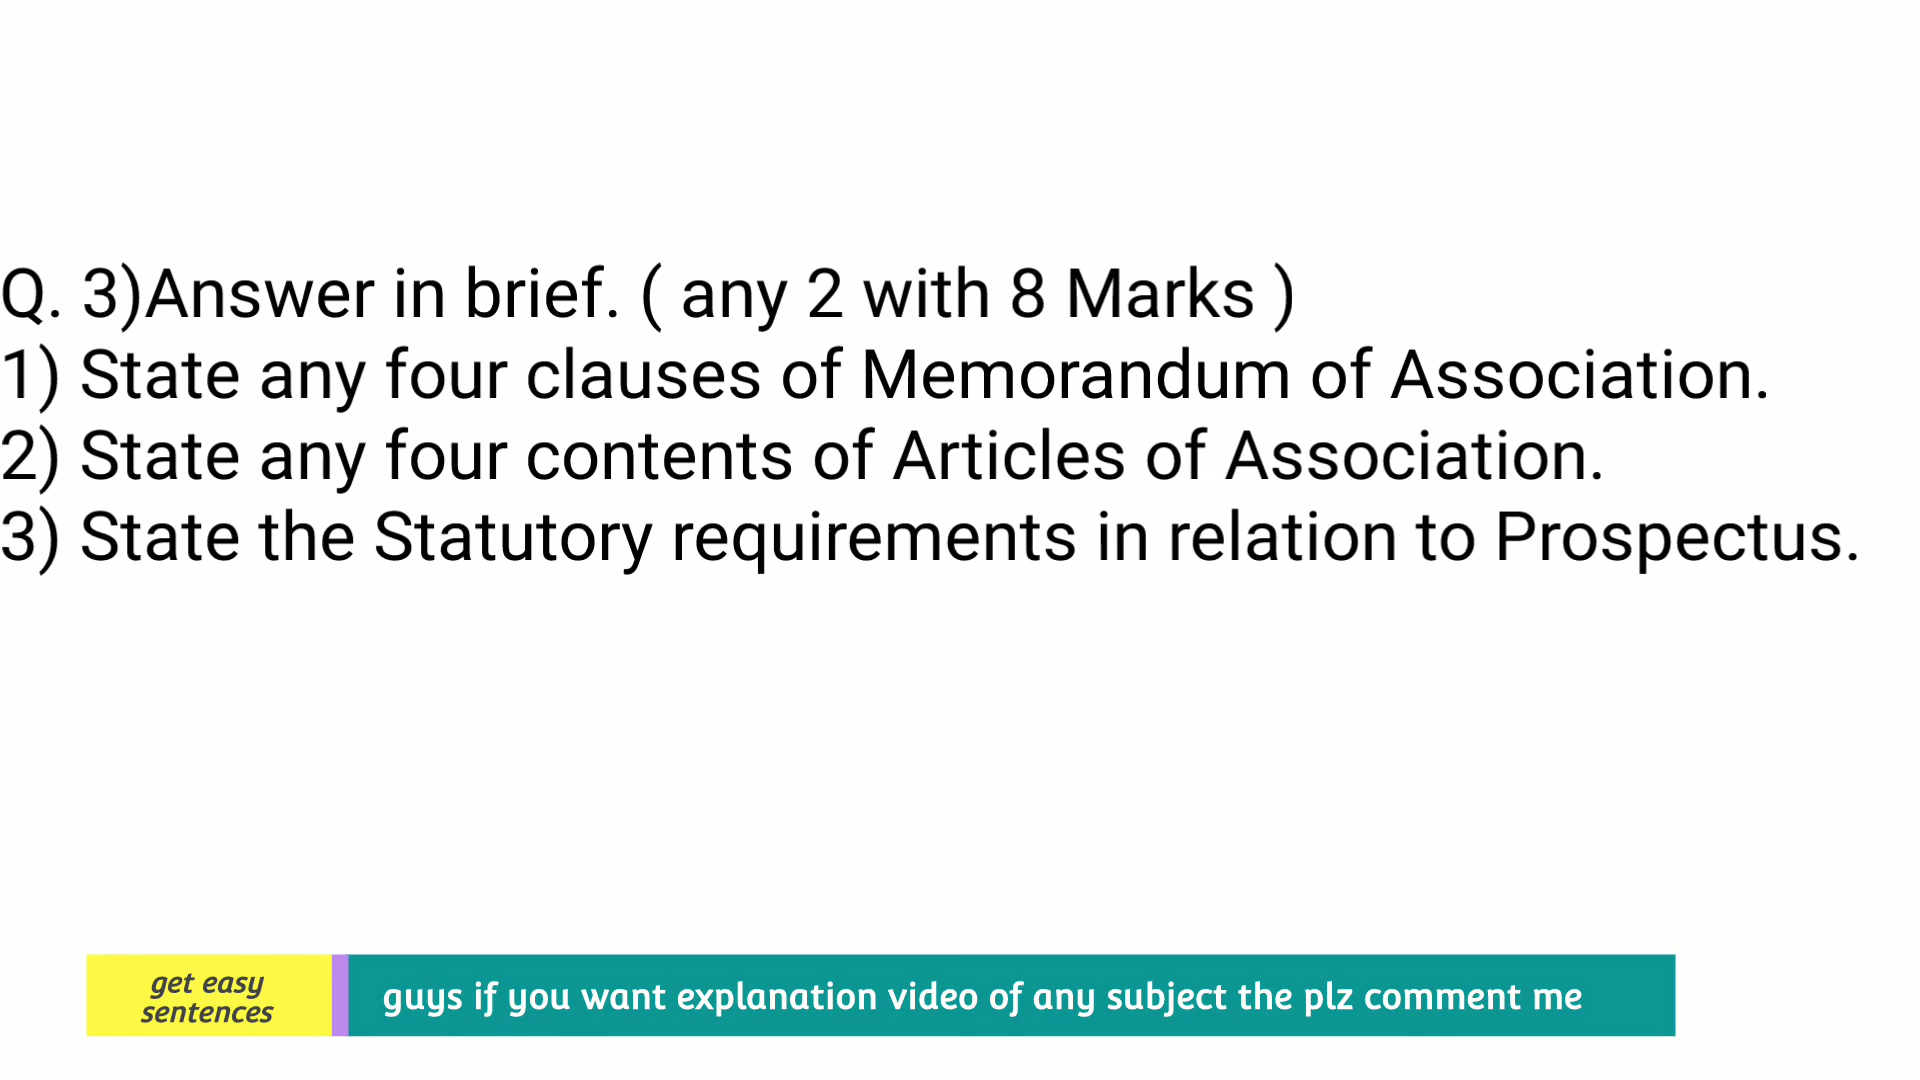 Q. 3)Answer in brief. ( any 2 with 8 Marks )
1) State any four clauses of Memorandum of Association.
2) State any four contents of Articles of Association.
3) State the Statutory requirements in relation to Prospectus.
get easy
sentences
guys if you want explanation video of any subject the plz comment me